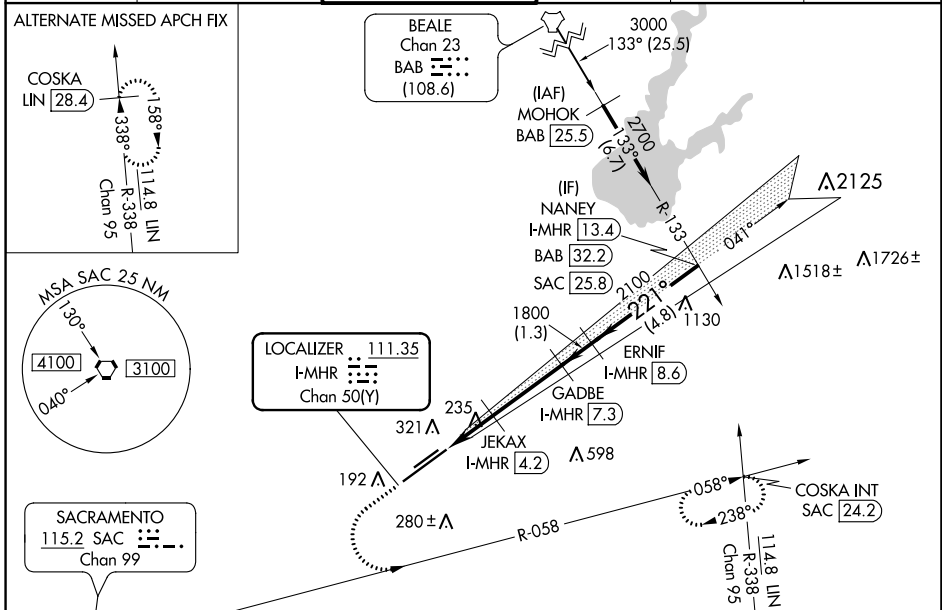 ALTERNATE MISSED APCH FIX
COSKA
LIN 28.4
158°
338°
R-338
114.8 LIN
Chan 95
BEALE
Chan 23
BAB
(108.6)
3000
133° (25.5)
(IAF)
MOHOK
BAB 25.5
2700
133°
(6.7)
R-133
(IF)
NANEY
I-MHR 13.4
BAB 32.2
SAC 25.8
041°
2125
1518±
1726±
MSA SAC 25 NM
130°
4100
3100
040°
2100
221°
(4.8)
1130
1800
(1.3)
ERNIF
I-MHR 8.6
GADBE
I-MHR 7.3
LOCALIZER 111.35
I-MHR
Chan 50(Y)
235
321
JEKAX
I-MHR 4.2
598
192
280±
058°
238°
COSKA INT
SAC 24.2
R-058
SACRAMENTO
115.2 SAC
Chan 99
114.8 LIN
R-338
Chan 95